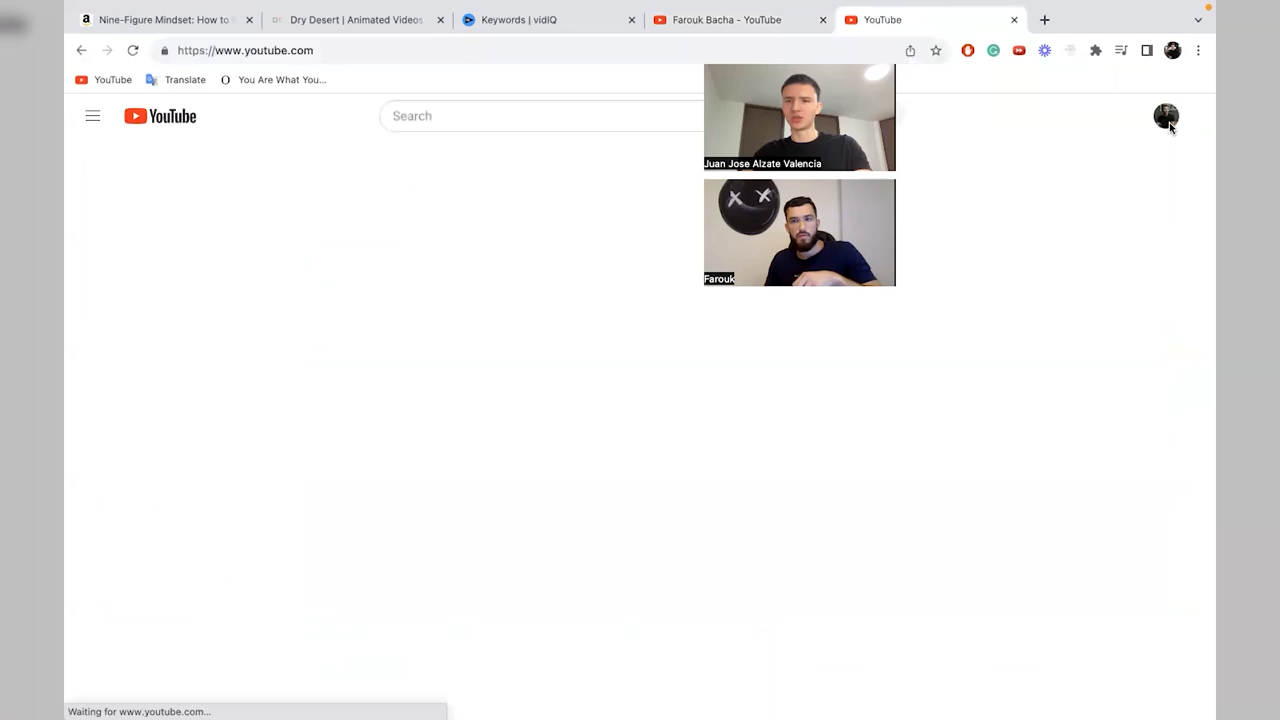 Nine-Figure Mindset: How to
Dry Desert | Animated Videos
Keywords | vidIQ
Farouk Bacha - YouTube
YouTube
https://www.youtube.com
YouTube
Translate
You Are What You...
YouTube
Search
Juan Jose Alzate Valencia
Farouk
Waiting for www.youtube.com...